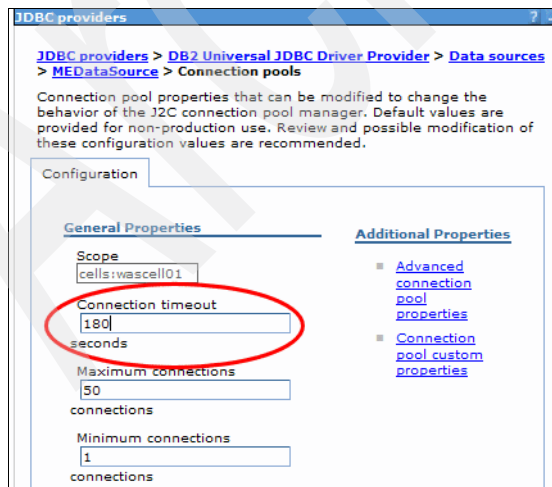 JDBC providers ?
JDBC providers > DB2 Universal JDBC Driver Provider > Data sources
> MEDataSource > Connection pools
Connection pool properties that can be modified to change the
behavior of the J2C connection pool manager. Default values are
provided for non-production use. Review and possible modification of
these configuration values are recommended.
Configuration
General Properties
Scope
cells:wascell01
Connection timeout
180
seconds
Maximum connections
50
connections
Minimum connections
1
connections
Additional Properties
Advanced
connection
pool
properties
Connection
pool custom
properties